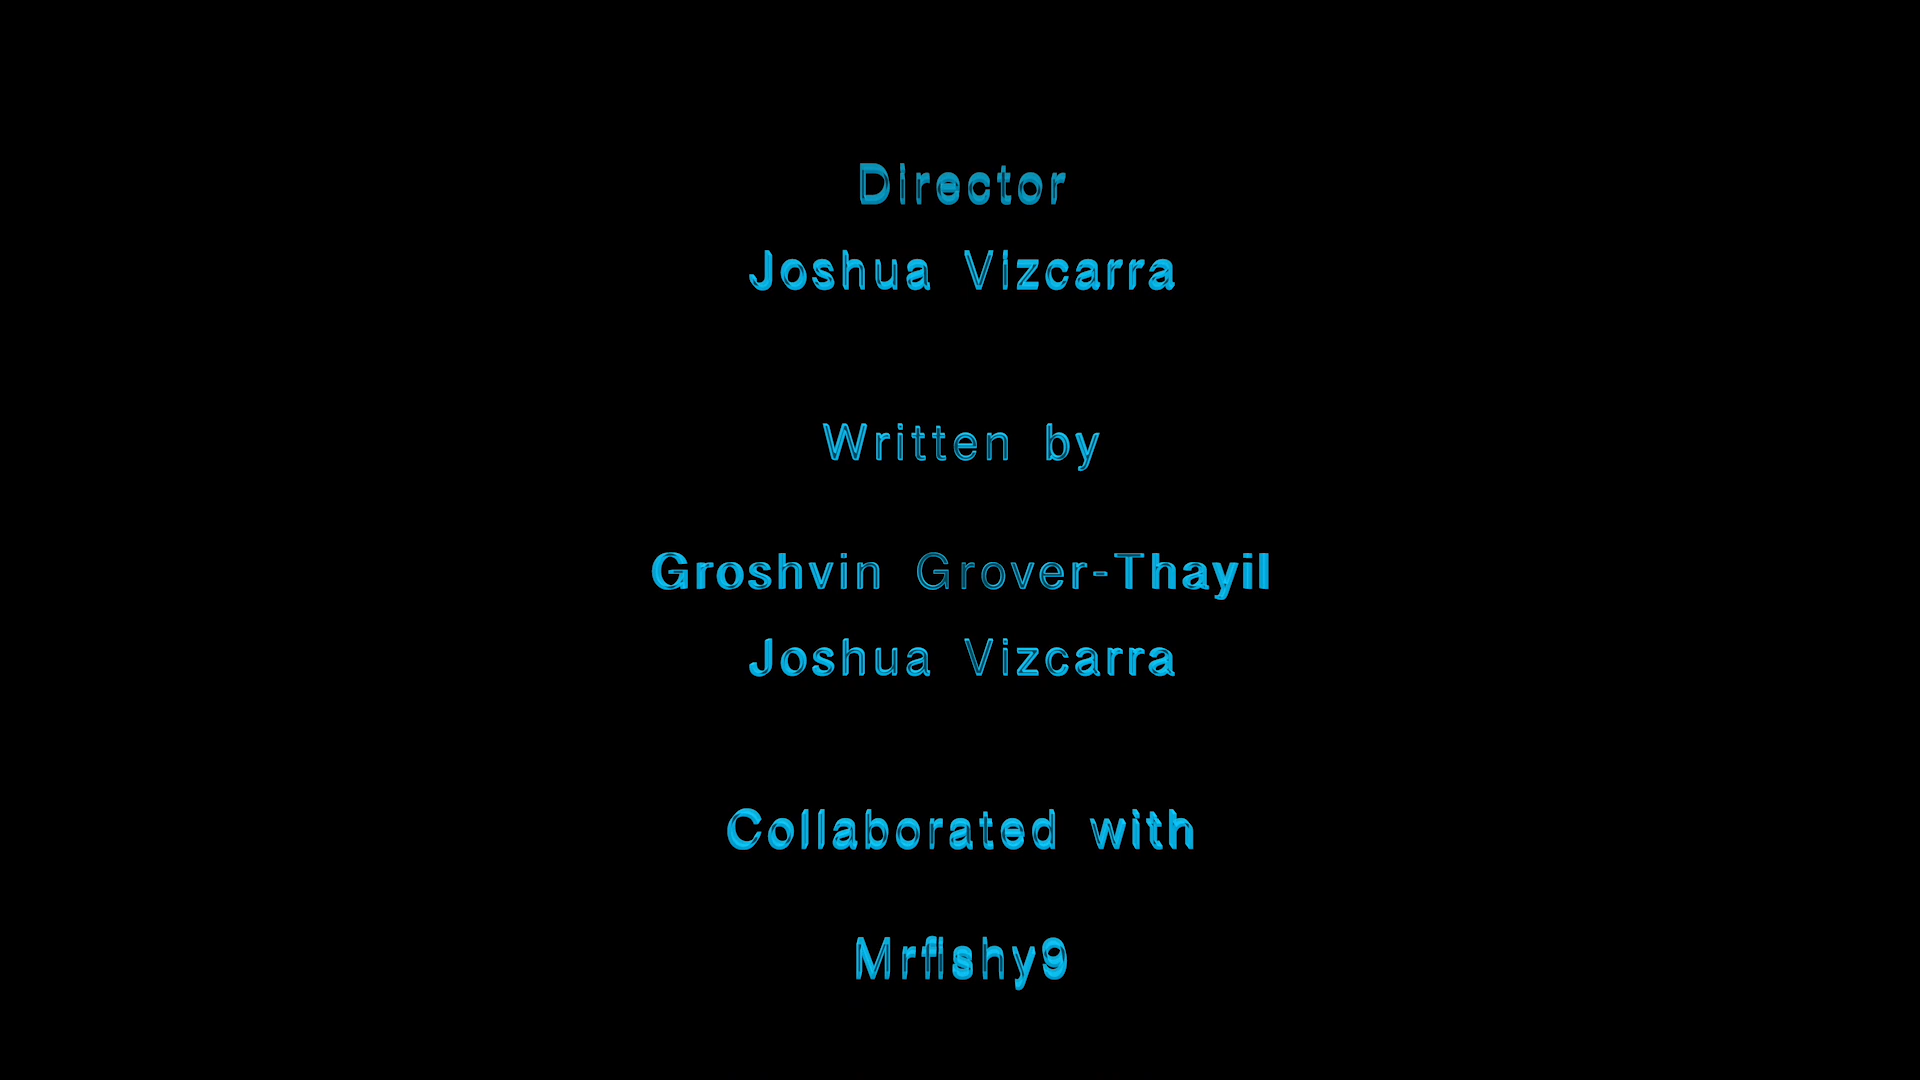 Director
Joshua Vizcarra
Written by
Groshvin Grover-Thayil
Joshua Vizcarra
Collaborated with
Mrfishy9